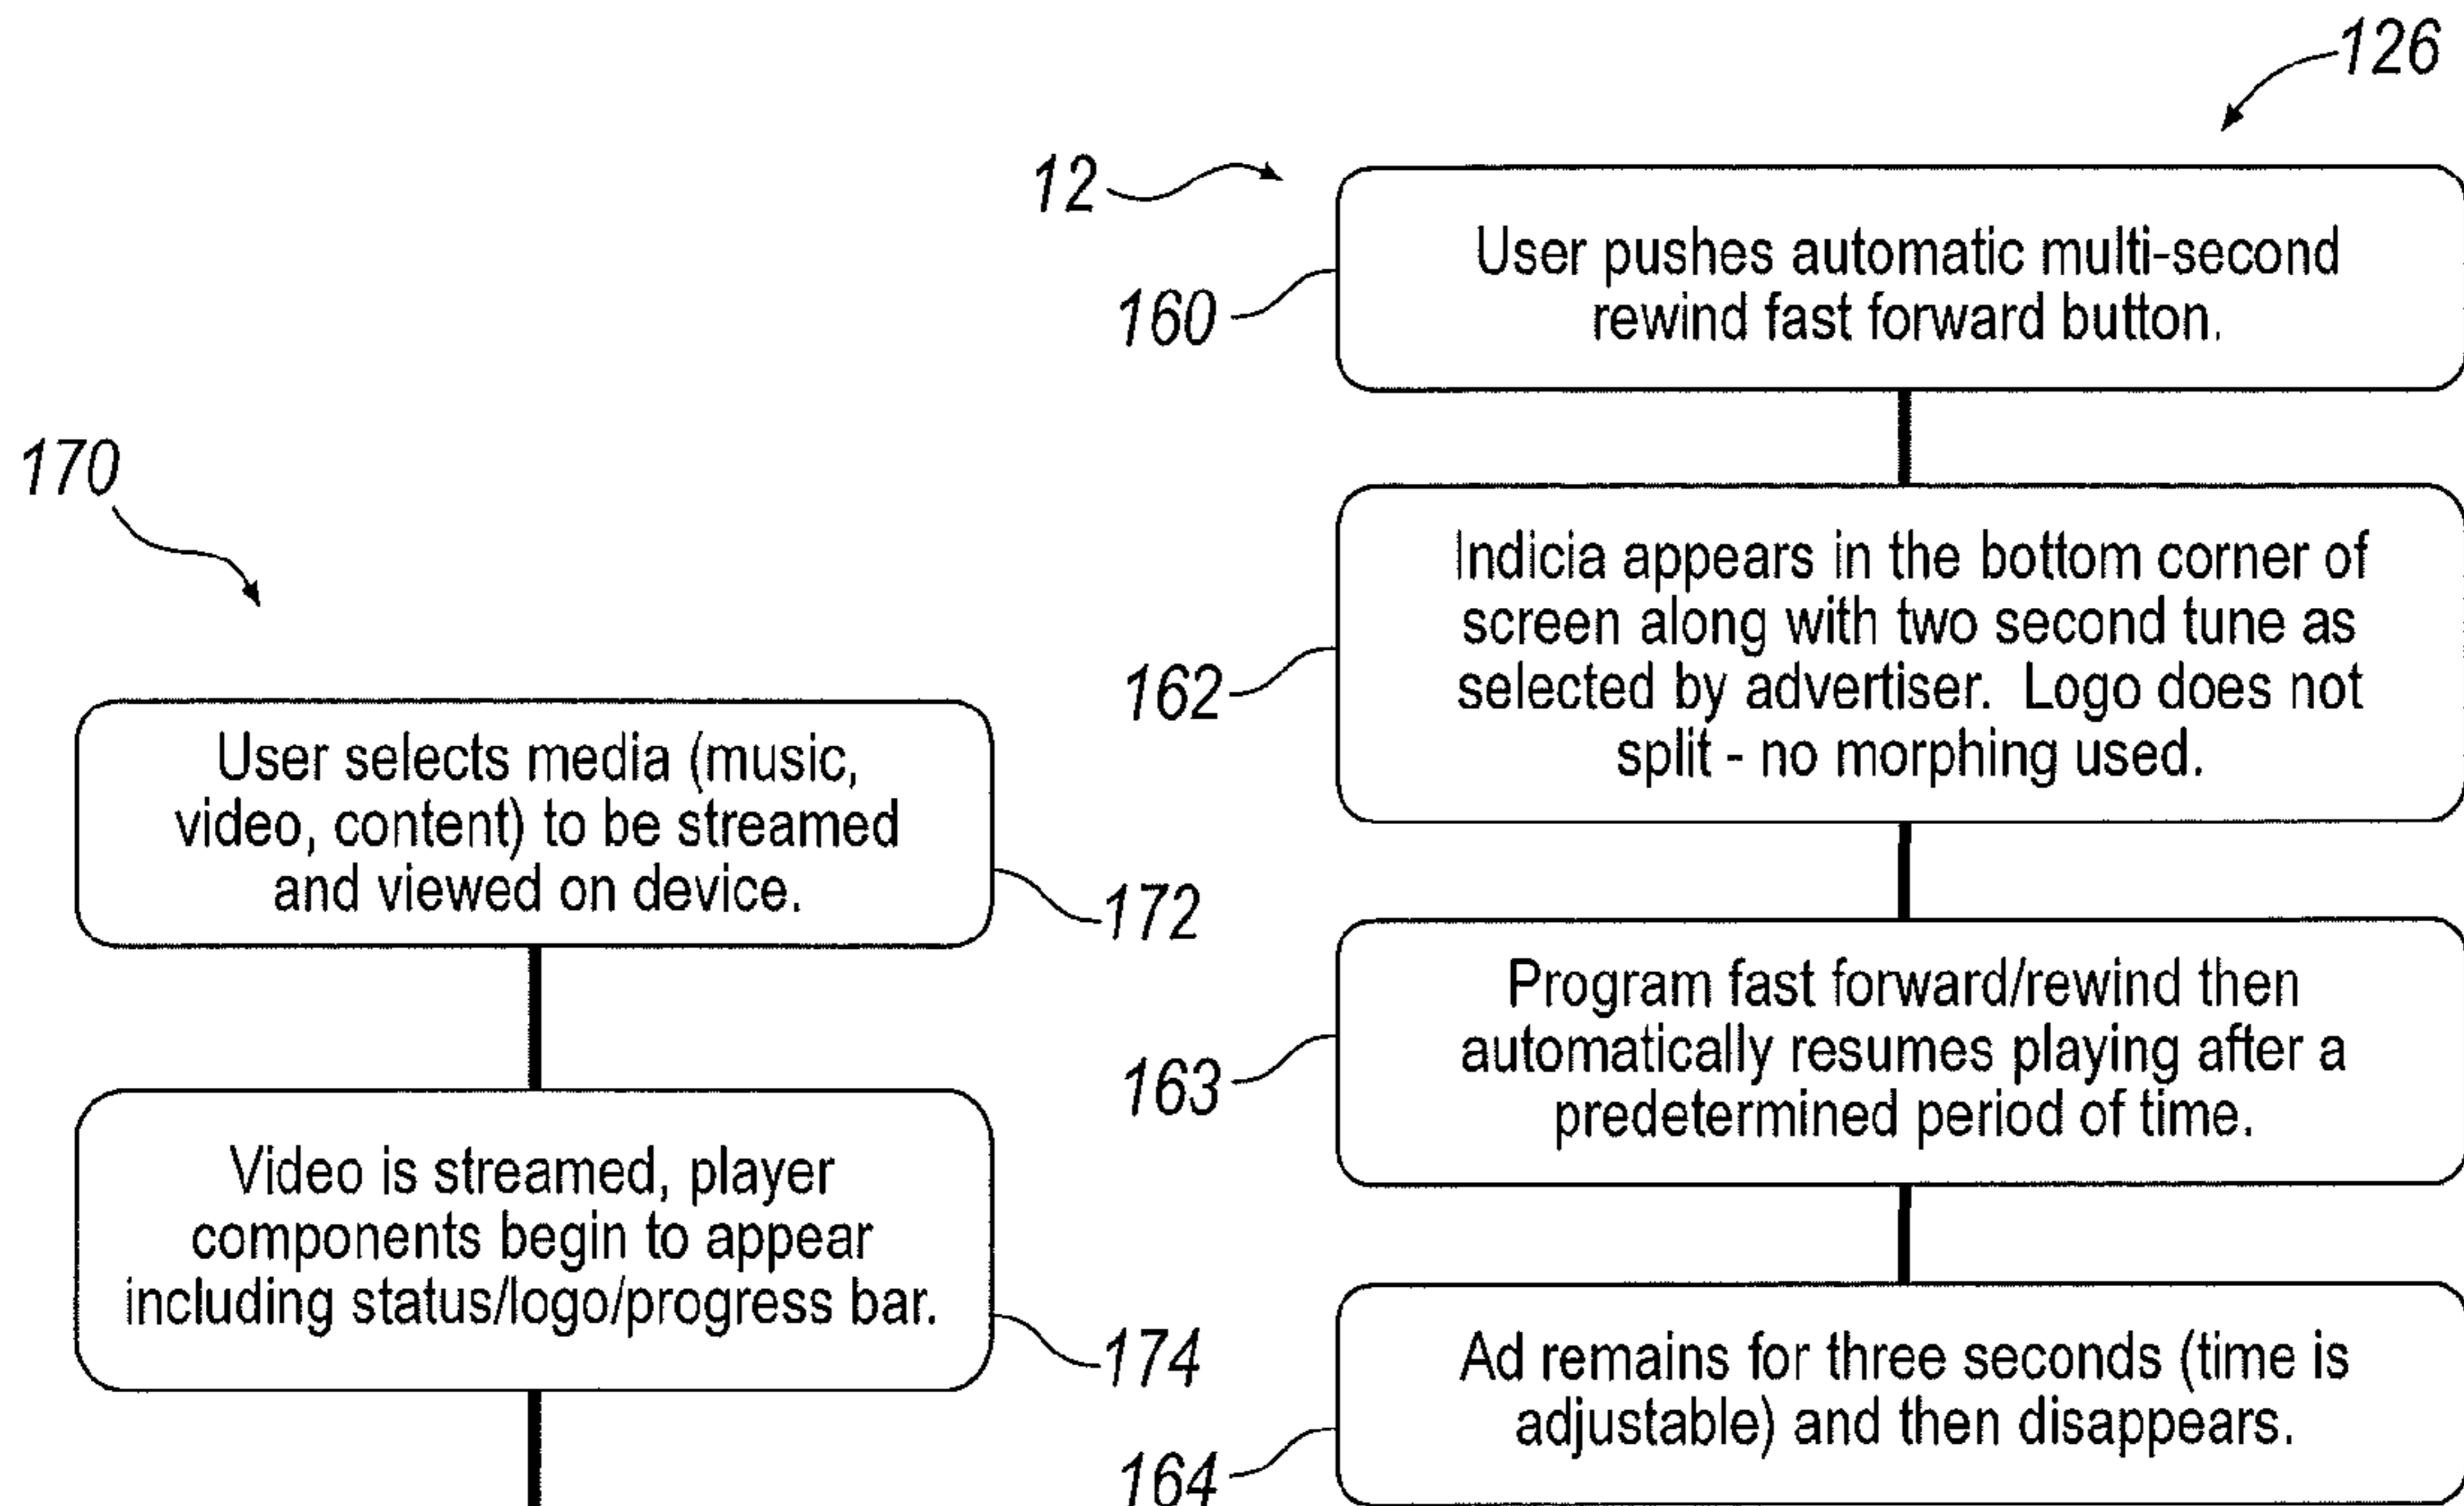 126
12
160
User pushes automatic multi-second
rewind fast forward button.
162
Indicia appears in the bottom corner of
screen along with two second tune as
selected by advertiser.  Logo does not
split - no morphing used.
163
Program fast forward/rewind then
automatically resumes playing after a
predetermined period of time.
164
Ad remains for three seconds (time is
adjustable) and then disappears.
170
User selects media (music,
video, content) to be streamed
and viewed on device.
172
Video is streamed, player
components begin to appear
including status/logo/progress bar.
174